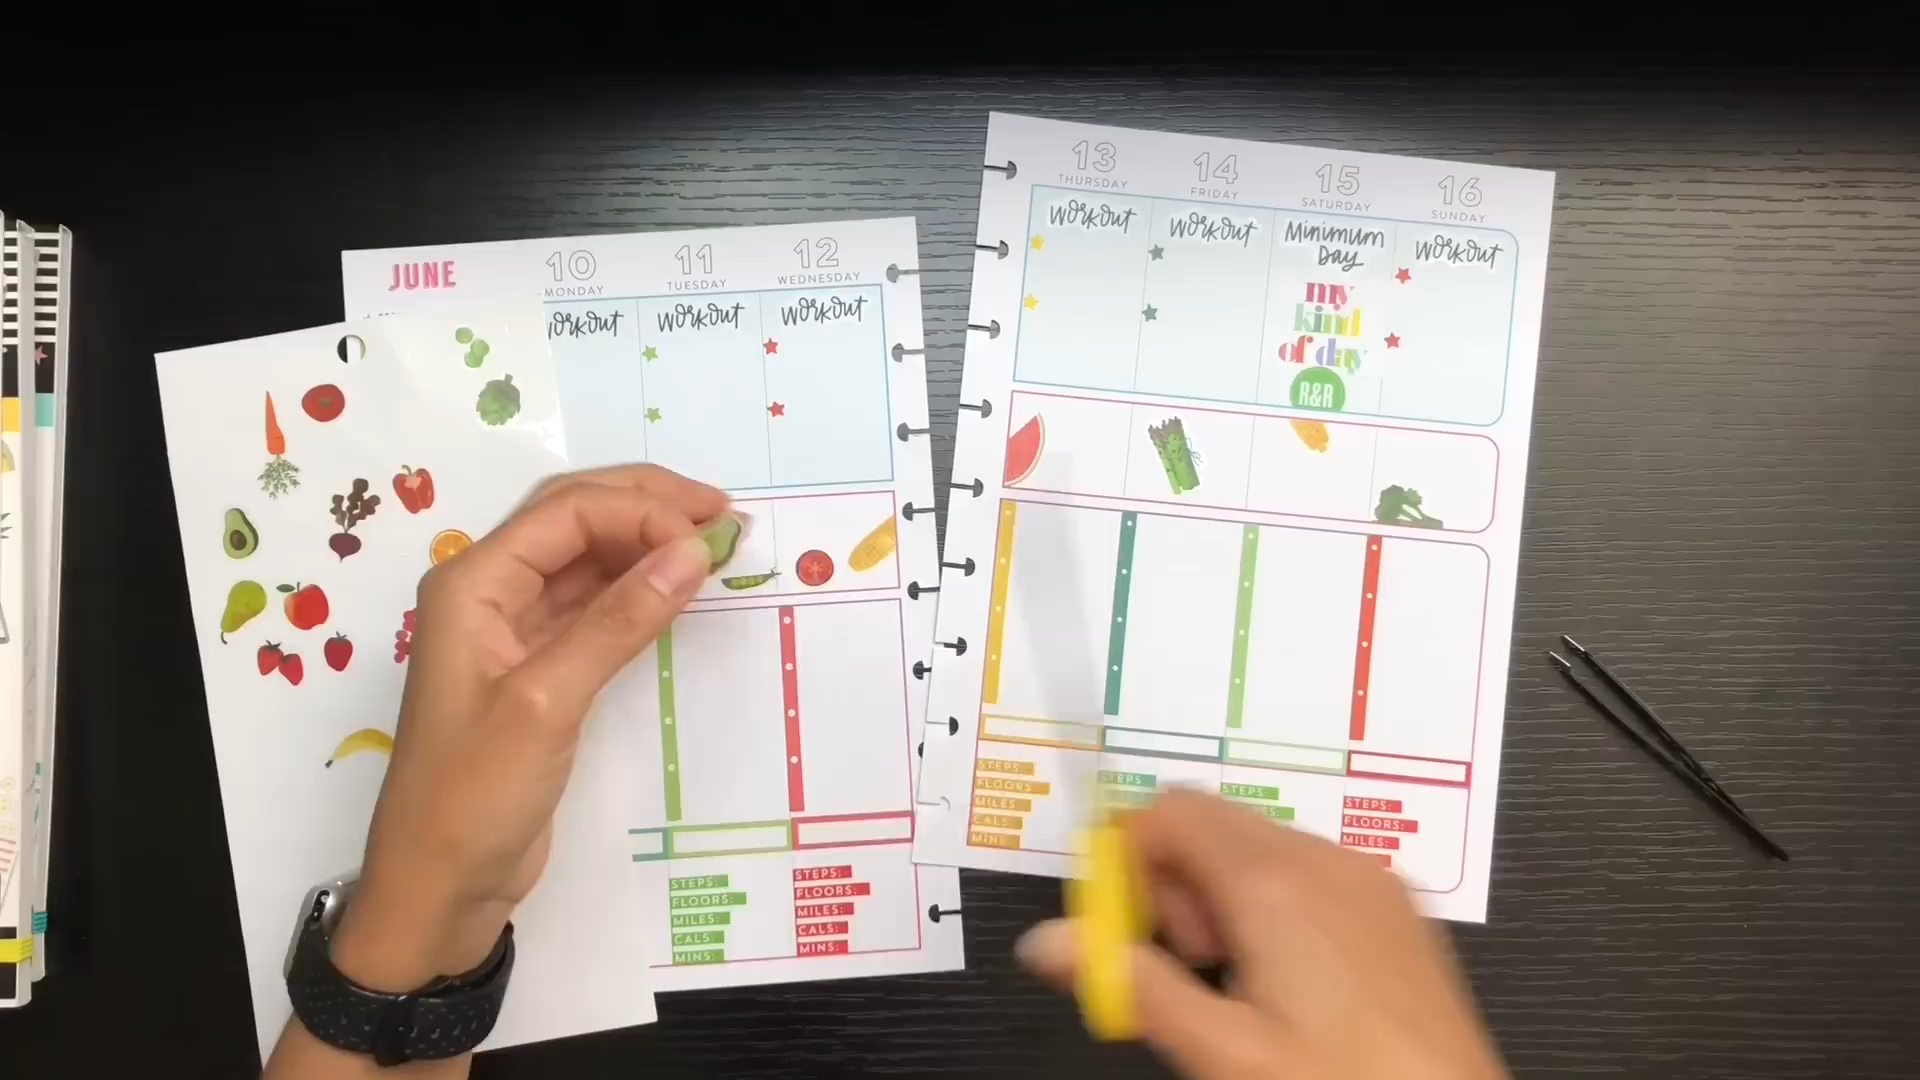 JUNE
10
MONDAY
11
TUESDAY
12
WEDNESDAY
workout
workout
workout
STEPS:
FLOORS:
MILES:
CALS:
MINS:
STEPS:
FLOORS:
MILES:
CALS:
MINS:
13
THURSDAY
14
FRIDAY
15
SATURDAY
16
SUNDAY
workout
workout
Minimum
Day
workout
my
kind
of day
R&R
STEPS:
FLOORS:
MILES
CALS
MINS
STEPS:
STEPS:
STEPS:
FLOORS:
MILES: